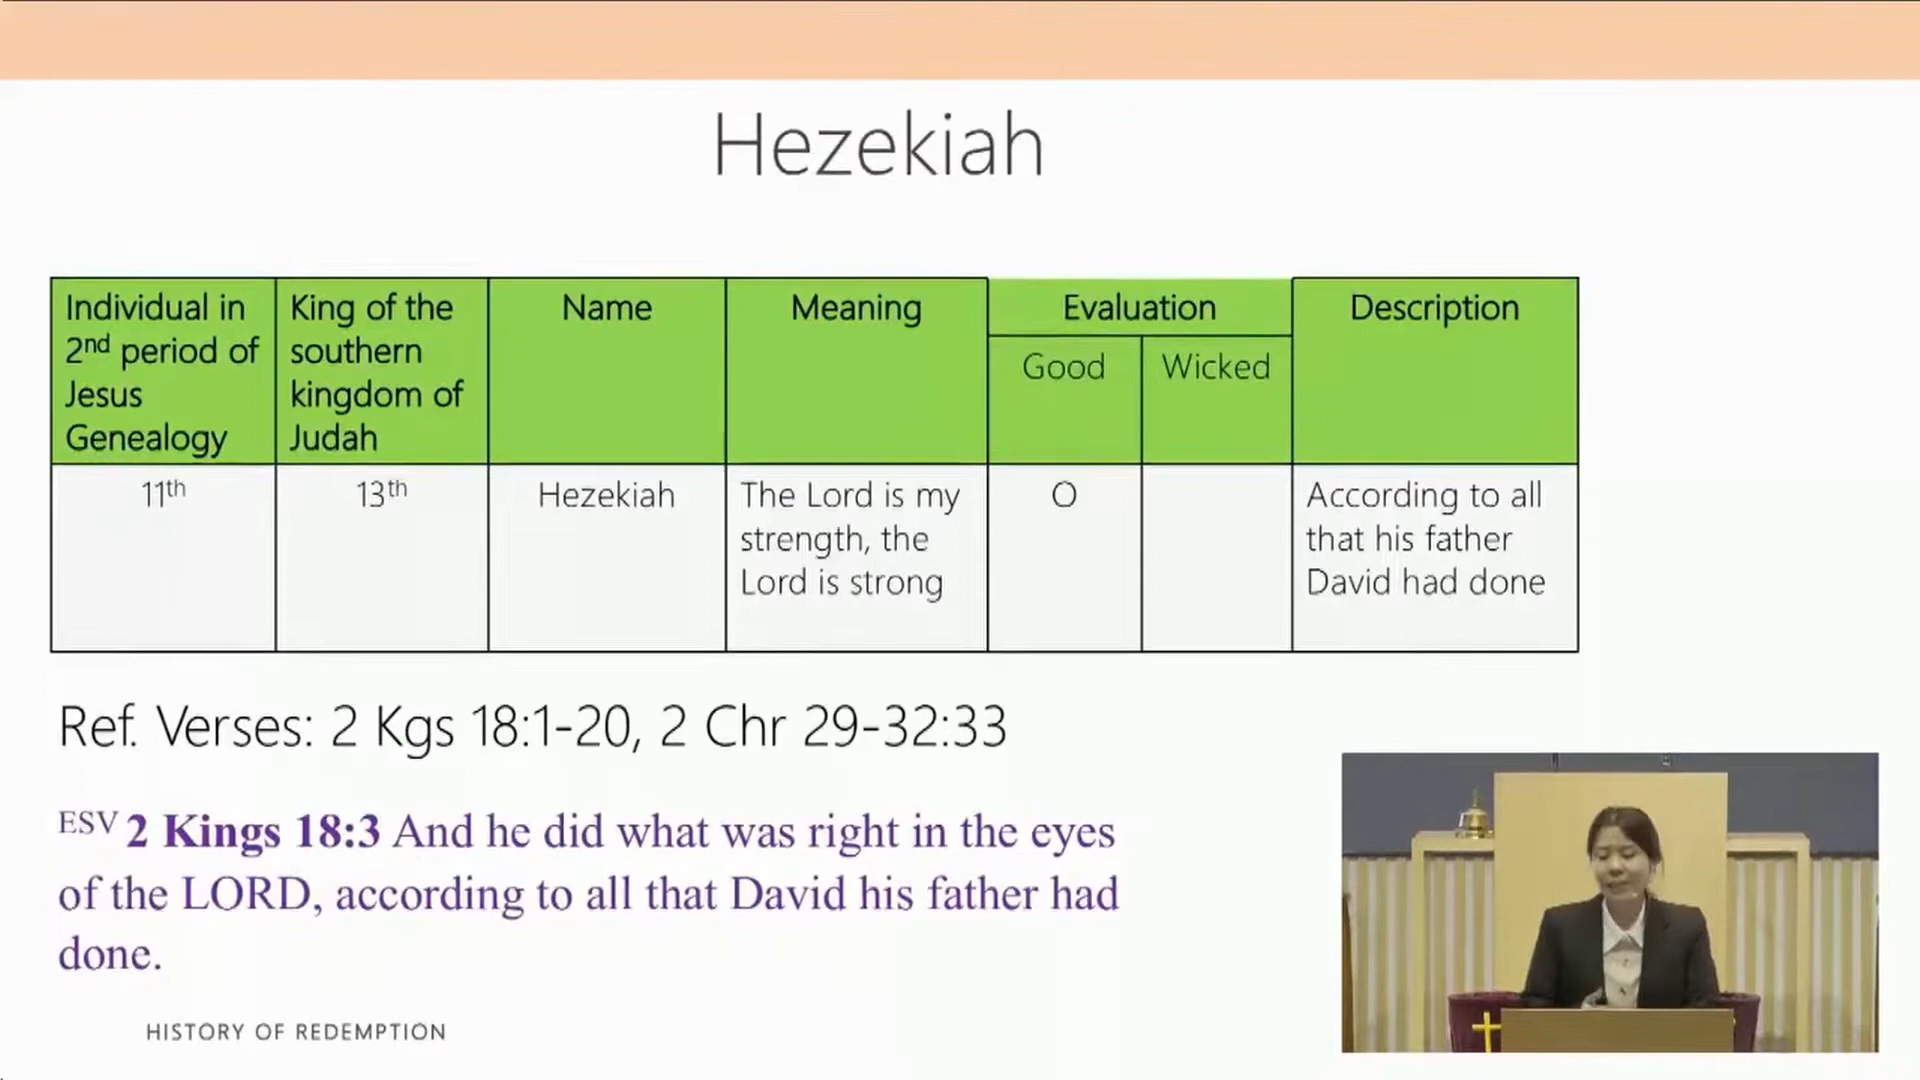 Hezekiah
Individual in
2nd period of
Jesus
Genealogy
King of the
southern
kingdom of
Judah
Name
Meaning
Evaluation
Good
Wicked
Description
11th
13th
Hezekiah
The Lord is my
strength, the
Lord is strong
O
According to all
that his father
David had done
Ref. Verses: 2 Kgs 18:1-20, 2 Chr 29-32:33
ESV 2 Kings 18:3 And he did what was right in the eyes
of the LORD, according to all that David his father had
done.
HISTORY OF REDEMPTION